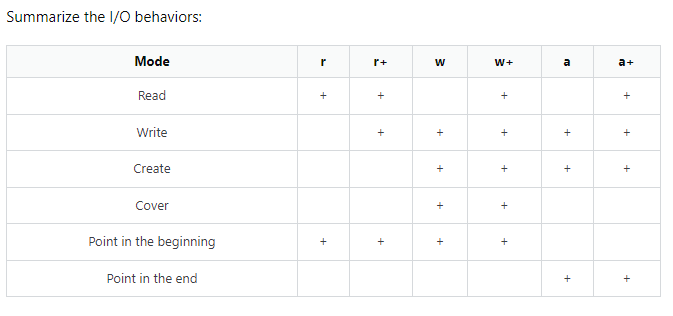 Summarize the I/O behaviors:
Mode r r+ w w+ a a+
Read + + + +
Write + + + + +
Create + + + +
Cover + +
Point in the beginning + + + +
Point in the end + +